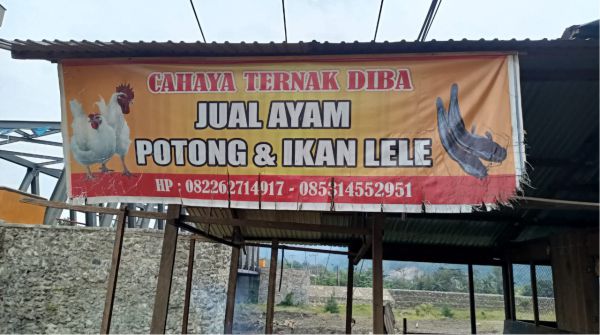 CAHAYA TERNAK DIBA
JUAL AYAM
POTONG & IKAN LELE
HP : 082262714917 - 085314552951